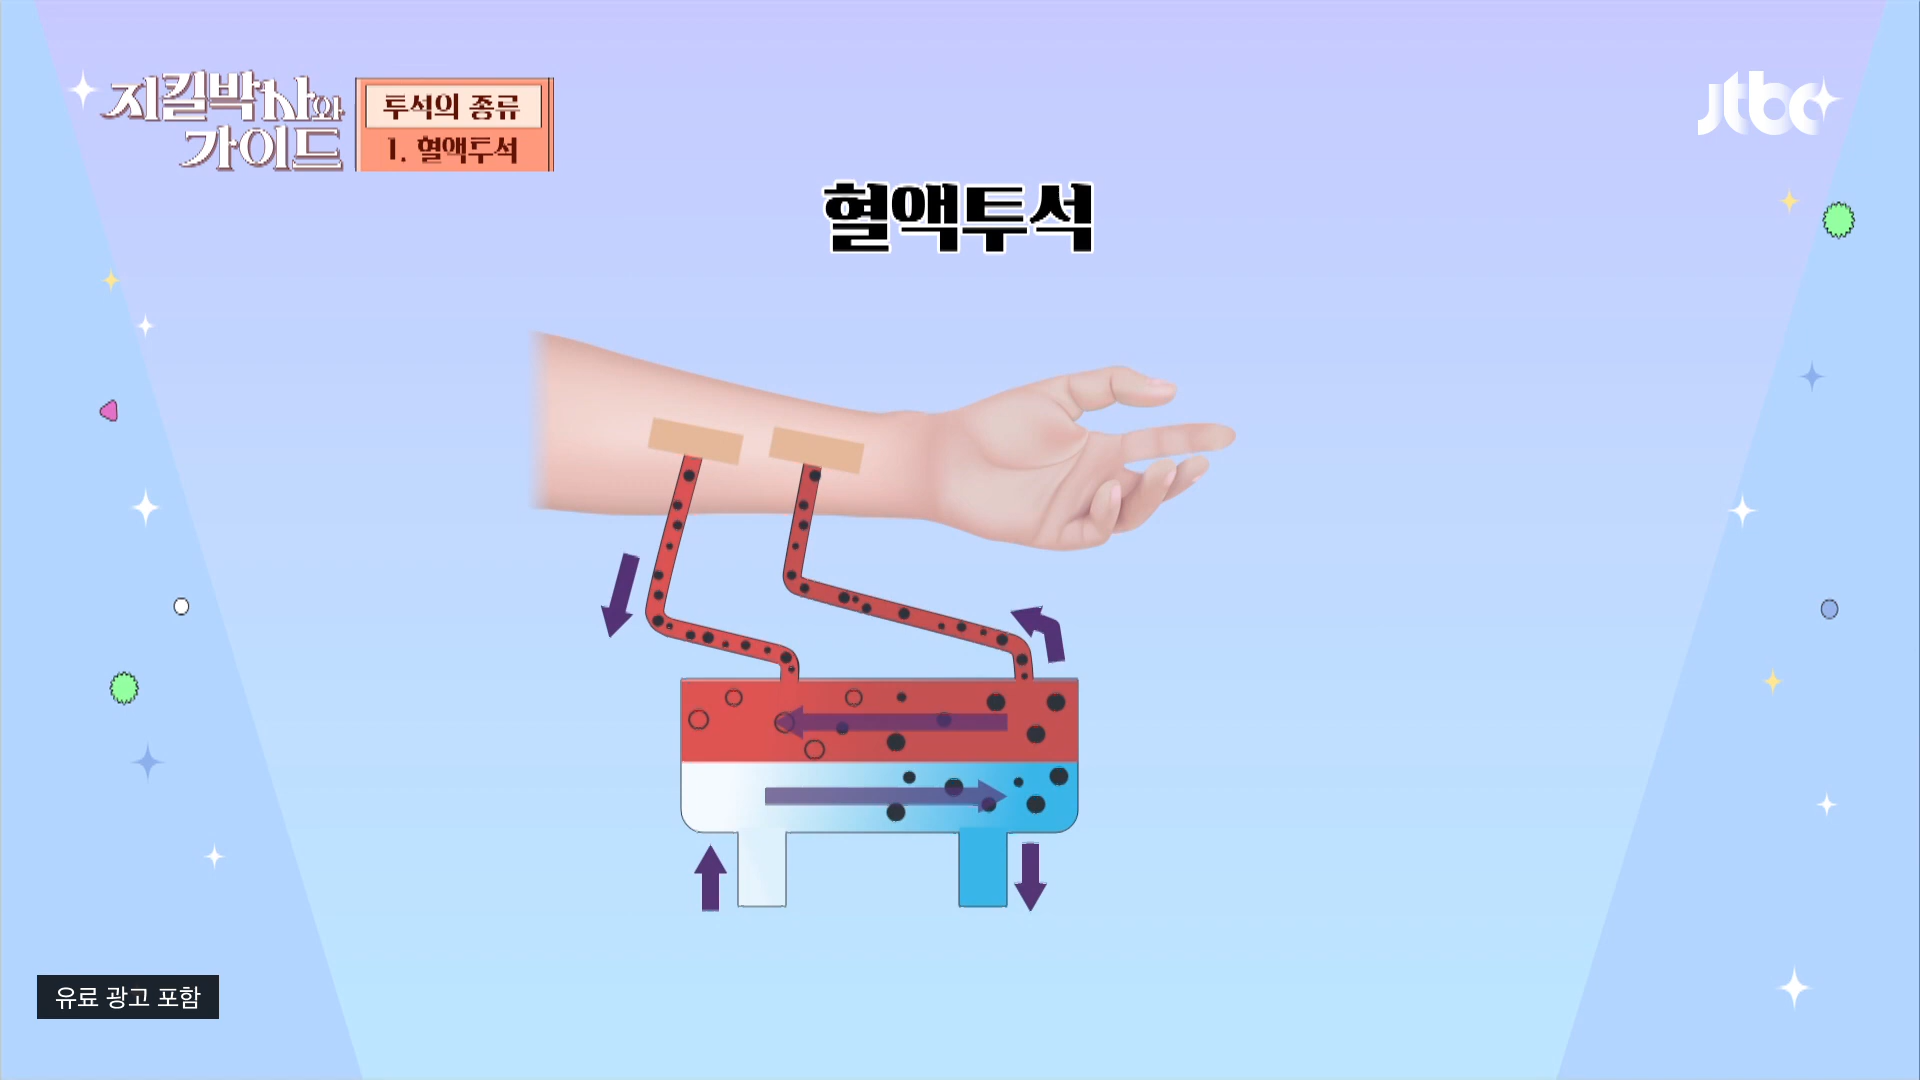 지킬박사와
가이드
투석의 종류
1. 혈액투석
jtbc
혈액투석
유료 광고 포함